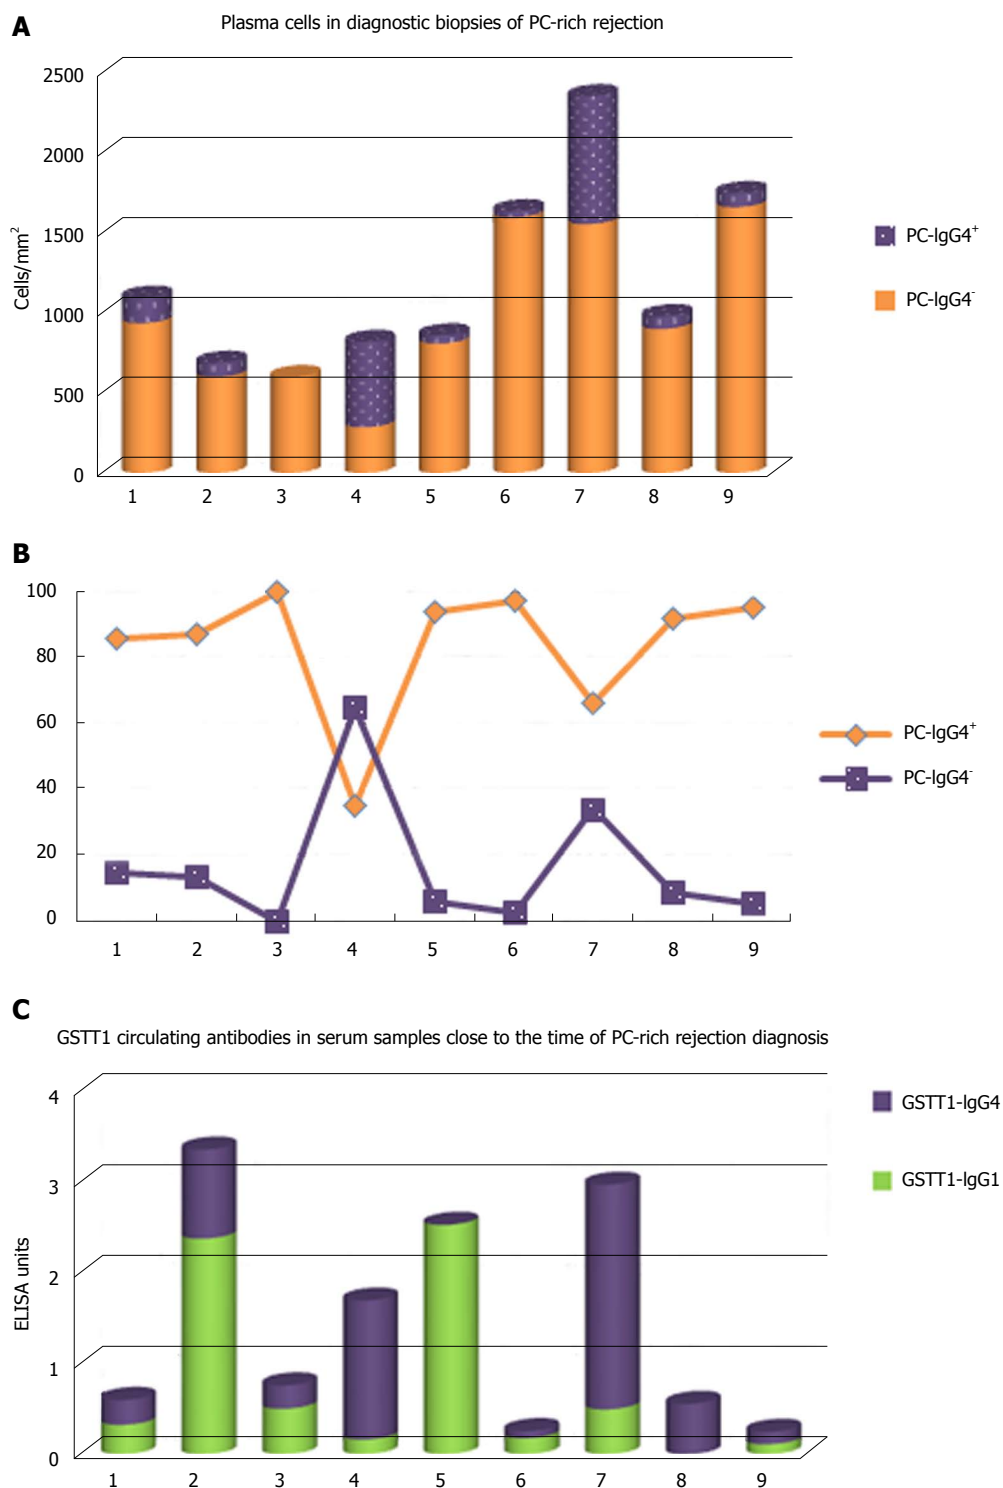 A
Plasma cells in diagnostic biopsies of PC-rich rejection
2500
2000
1500
1000
500
0
Cells/mm²
1 2 3 4 5 6 7 8 9
PC-IgG4⁺
PC-IgG4⁻
B
100
80
60
40
20
0
1 2 3 4 5 6 7 8 9
PC-IgG4⁺
PC-IgG4⁻
C
GSTT1 circulating antibodies in serum samples close to the time of PC-rich rejection diagnosis
4
3
2
1
0
ELISA units
1 2 3 4 5 6 7 8 9
GSTT1-IgG4
GSTT1-IgG1